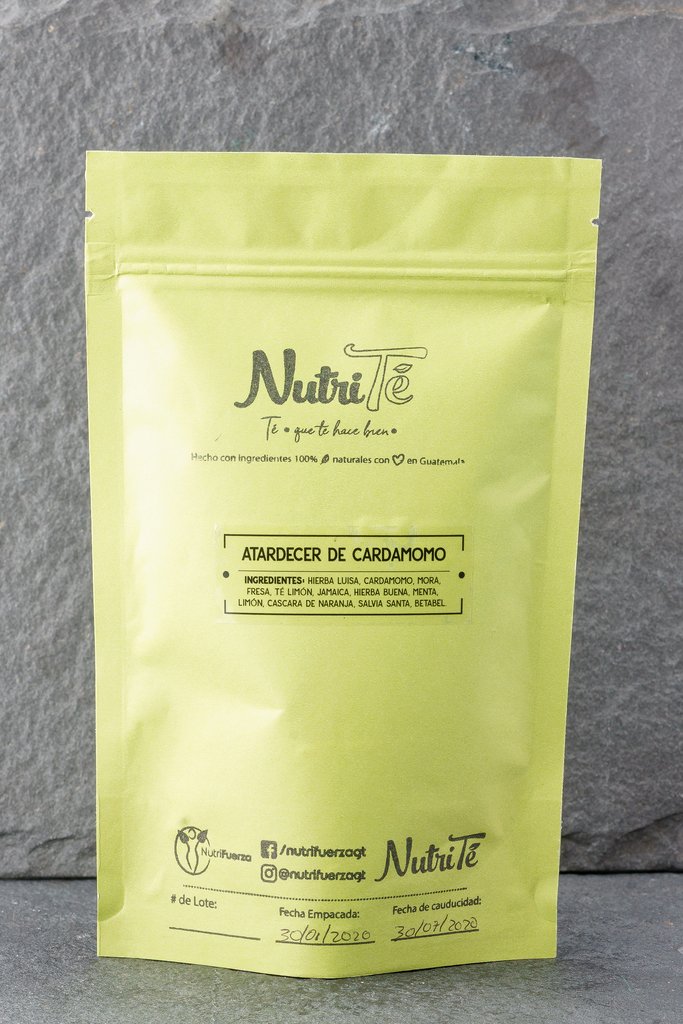 NutriTé
Té • que te hace bien •
Hecho con ingredientes 100% naturales con en Guatemala
ATARDECER DE CARDAMOMO
INGREDIENTES: HIERBA LUISA, CARDAMOMO, MORA,
FRESA, TÉ LIMÓN, JAMAICA, HIERBA BUENA, MENTA,
LIMÓN, CASCARA DE NARANJA, SALVIA SANTA, BETABEL.
NutriFuerza
/nutrifuerzagt
@nutrifuerzagt
NutriTé
# de Lote:
Fecha Empacada:
30/01/2020
Fecha de cauducidad:
30/07/2020